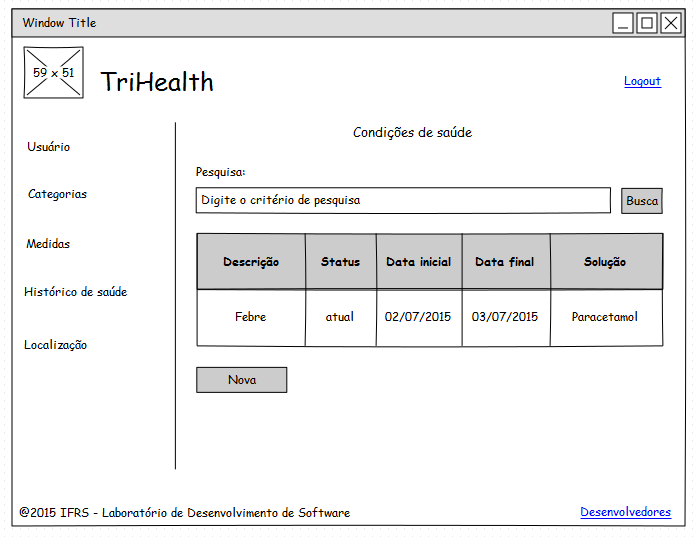 Window Title
59 x 51
TriHealth
Logout
Usuário
Categorias
Medidas
Histórico de saúde
Localização
Condições de saúde
Pesquisa:
Digite o critério de pesquisa
Busca
Descrição Status Data inicial Data final Solução
Febre atual 02/07/2015 03/07/2015 Paracetamol
Nova
@2015 IFRS - Laboratório de Desenvolvimento de Software
Desenvolvedores